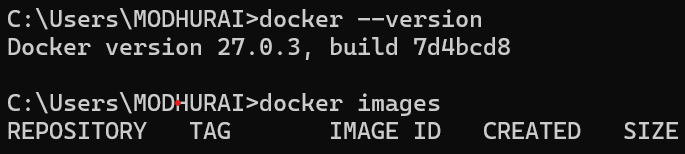 C:\Users\MODHURAI>docker --version
Docker version 27.0.3, build 7d4bcd8
C:\Users\MODHURAI>docker images
REPOSITORY TAG IMAGE ID CREATED SIZE